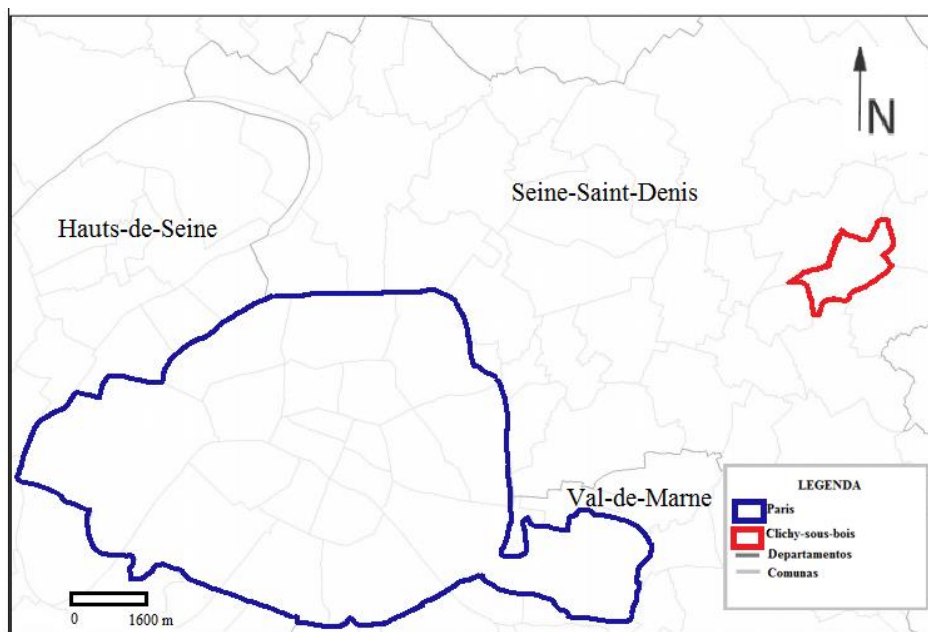 N
Seine-Saint-Denis
Hauts-de-Seine
Val-de-Marne
LEGENDA
Paris
Clichy-sous-bois
Departamentos
Comunas
0 1600 m